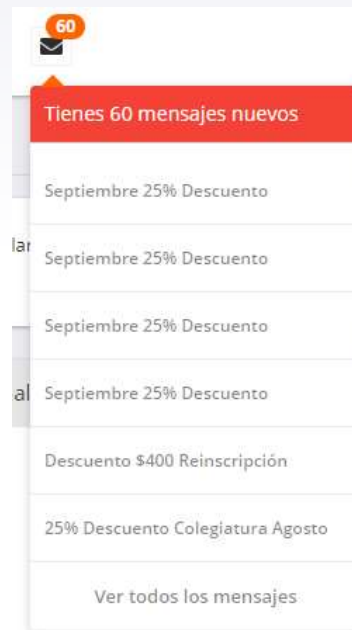 60
Tienes 60 mensajes nuevos
Septiembre 25% Descuento
Septiembre 25% Descuento
Septiembre 25% Descuento
Septiembre 25% Descuento
Descuento $400 Reinscripción
25% Descuento Colegiatura Agosto
Ver todos los mensajes